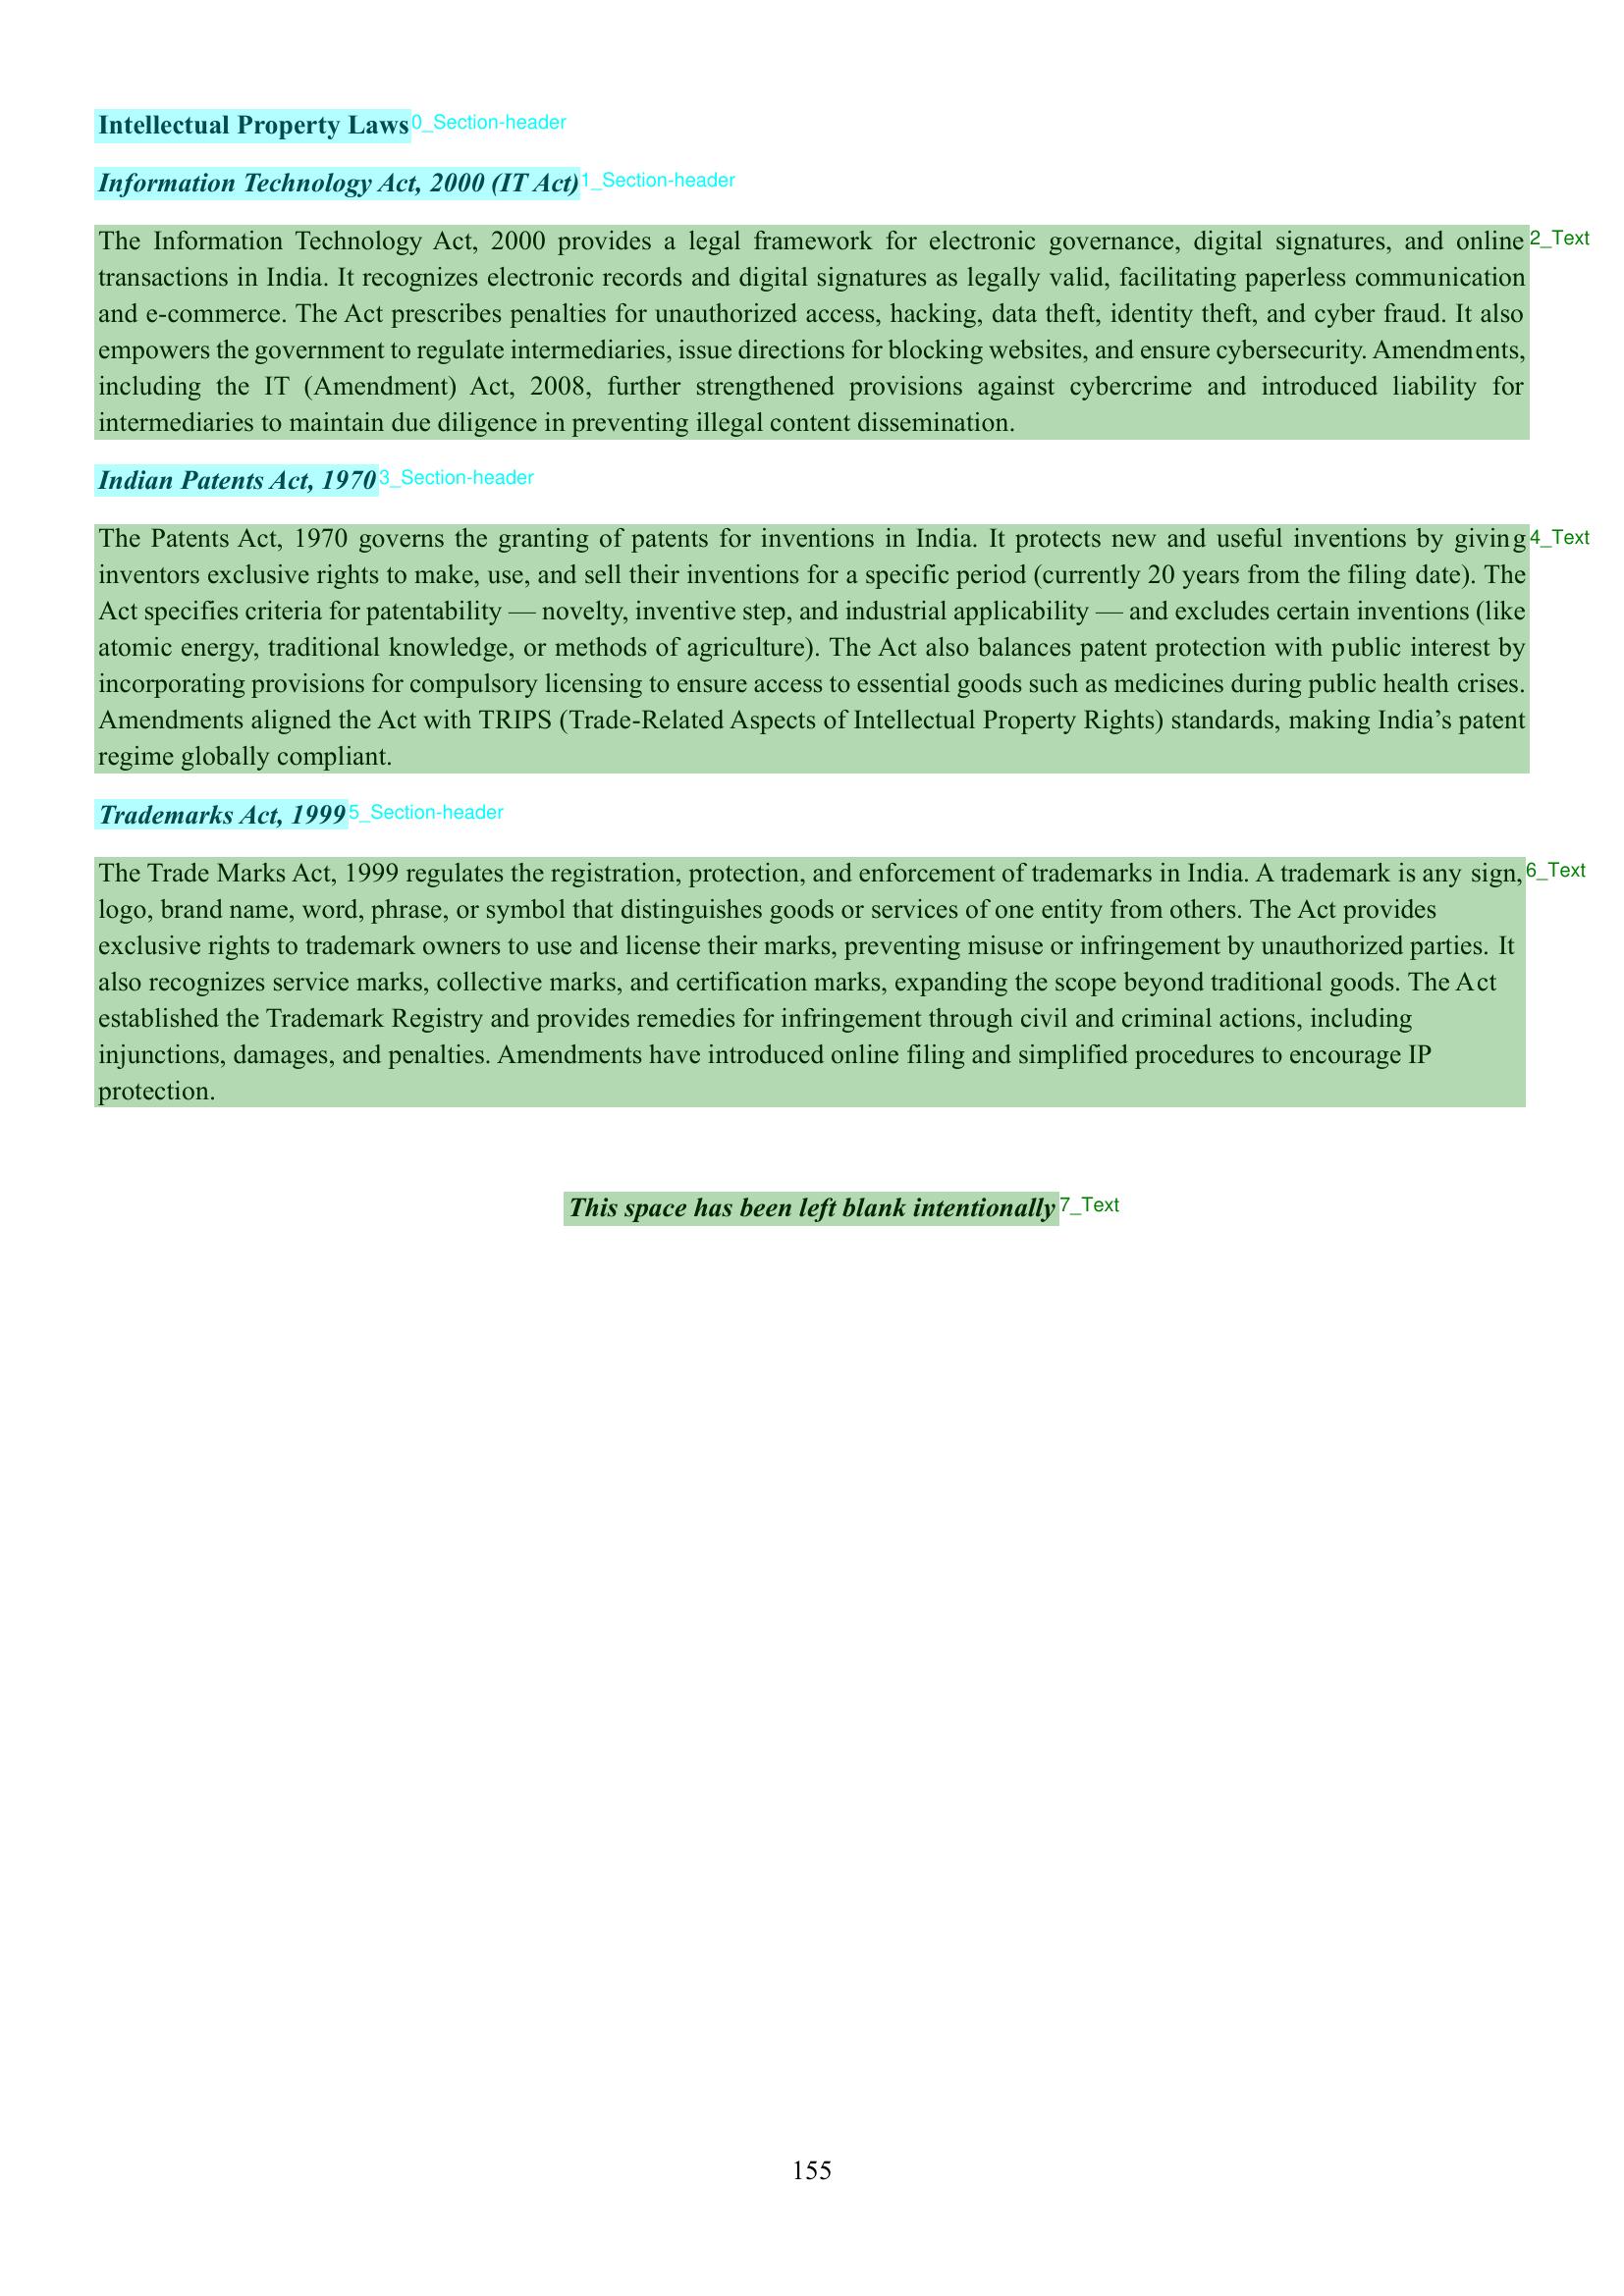 Intellectual Property Laws 0_Section-header
Information Technology Act, 2000 (IT Act) 1_Section-header
The Information Technology Act, 2000 provides a legal framework for electronic governance, digital signatures, and online 2_Text
transactions in India. It recognizes electronic records and digital signatures as legally valid, facilitating paperless communication
and e-commerce. The Act prescribes penalties for unauthorized access, hacking, data theft, identity theft, and cyber fraud. It also
empowers the government to regulate intermediaries, issue directions for blocking websites, and ensure cybersecurity. Amendments,
including the IT (Amendment) Act, 2008, further strengthened provisions against cybercrime and introduced liability for
intermediaries to maintain due diligence in preventing illegal content dissemination.
Indian Patents Act, 1970 3_Section-header
The Patents Act, 1970 governs the granting of patents for inventions in India. It protects new and useful inventions by giving 4_Text
inventors exclusive rights to make, use, and sell their inventions for a specific period (currently 20 years from the filing date). The
Act specifies criteria for patentability — novelty, inventive step, and industrial applicability — and excludes certain inventions (like
atomic energy, traditional knowledge, or methods of agriculture). The Act also balances patent protection with public interest by
incorporating provisions for compulsory licensing to ensure access to essential goods such as medicines during public health crises.
Amendments aligned the Act with TRIPS (Trade-Related Aspects of Intellectual Property Rights) standards, making India’s patent
regime globally compliant.
Trademarks Act, 1999 5_Section-header
The Trade Marks Act, 1999 regulates the registration, protection, and enforcement of trademarks in India. A trademark is any sign, 6_Text
logo, brand name, word, phrase, or symbol that distinguishes goods or services of one entity from others. The Act provides
exclusive rights to trademark owners to use and license their marks, preventing misuse or infringement by unauthorized parties. It
also recognizes service marks, collective marks, and certification marks, expanding the scope beyond traditional goods. The Act
established the Trademark Registry and provides remedies for infringement through civil and criminal actions, including
injunctions, damages, and penalties. Amendments have introduced online filing and simplified procedures to encourage IP
protection.
This space has been left blank intentionally 7_Text
155